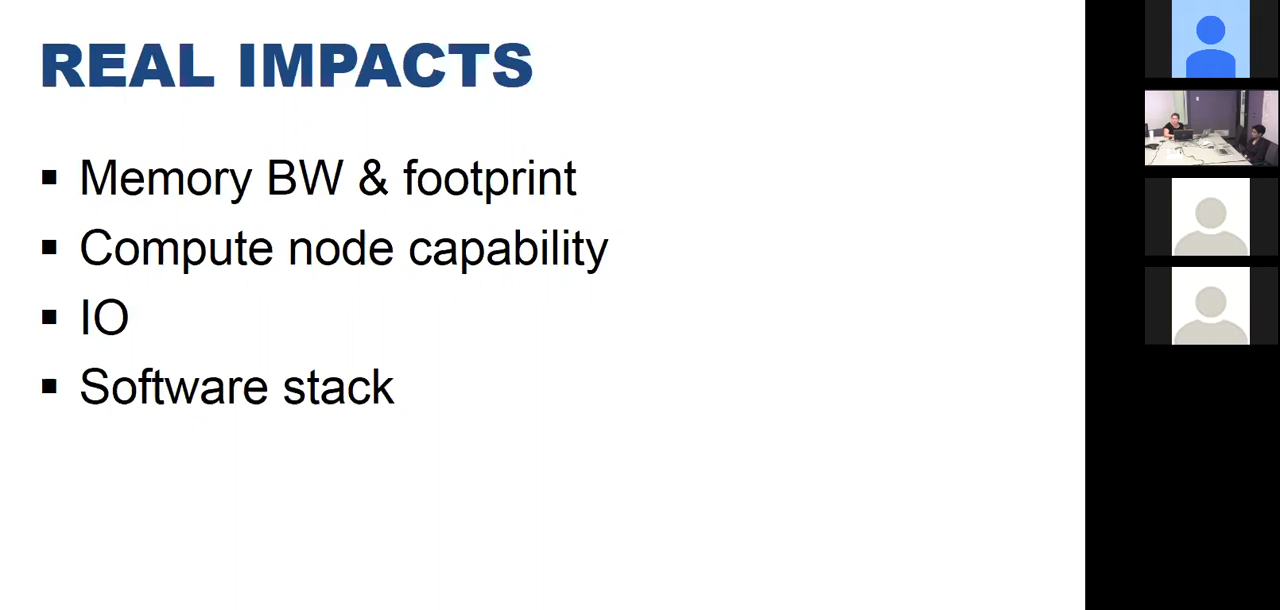 REAL IMPACTS
▪ Memory BW & footprint
▪ Compute node capability
▪ IO
▪ Software stack